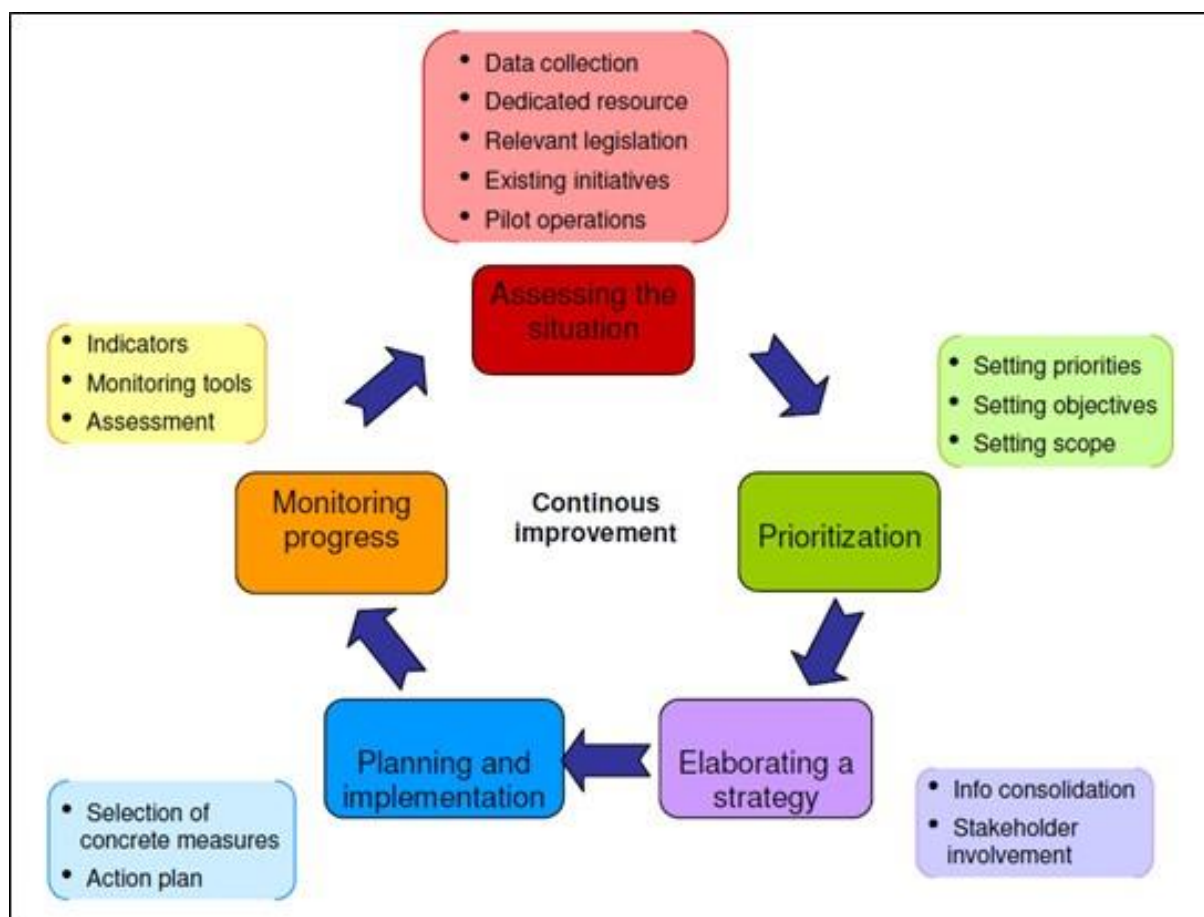 • Data collection
• Dedicated resource
• Relevant legislation
• Existing initiatives
• Pilot operations
Assessing the
situation
• Indicators
• Monitoring tools
• Assessment
• Setting priorities
• Setting objectives
• Setting scope
Monitoring
progress
Continous
improvement
Prioritization
Planning and
implementation
Elaborating a
strategy
• Selection of
concrete measures
• Action plan
• Info consolidation
• Stakeholder
involvement